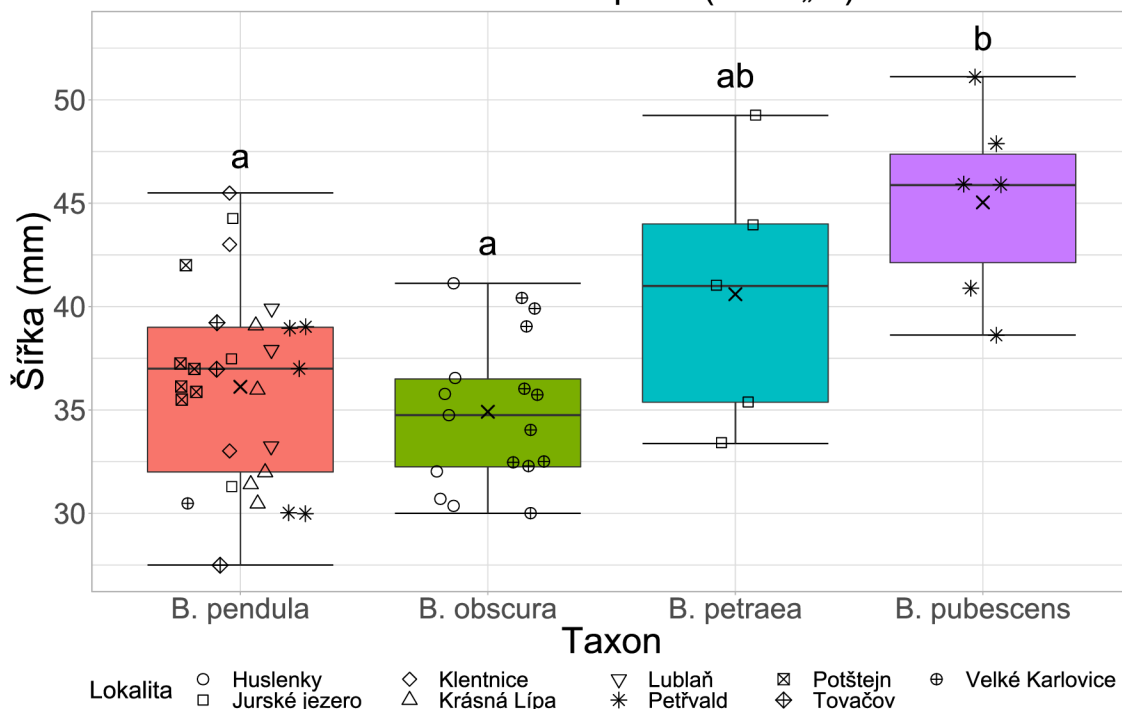 50
45
40
35
30
Šířka (mm)
a
a
ab
b
B. pendula
B. obscura
B. petraea
B. pubescens
Taxon
Lokalita
Huslenky
Klentnice
Lublaň
Potštejn
Velké Karlovice
Jurské jezero
Krásná Lípa
Petřvald
Tovačov